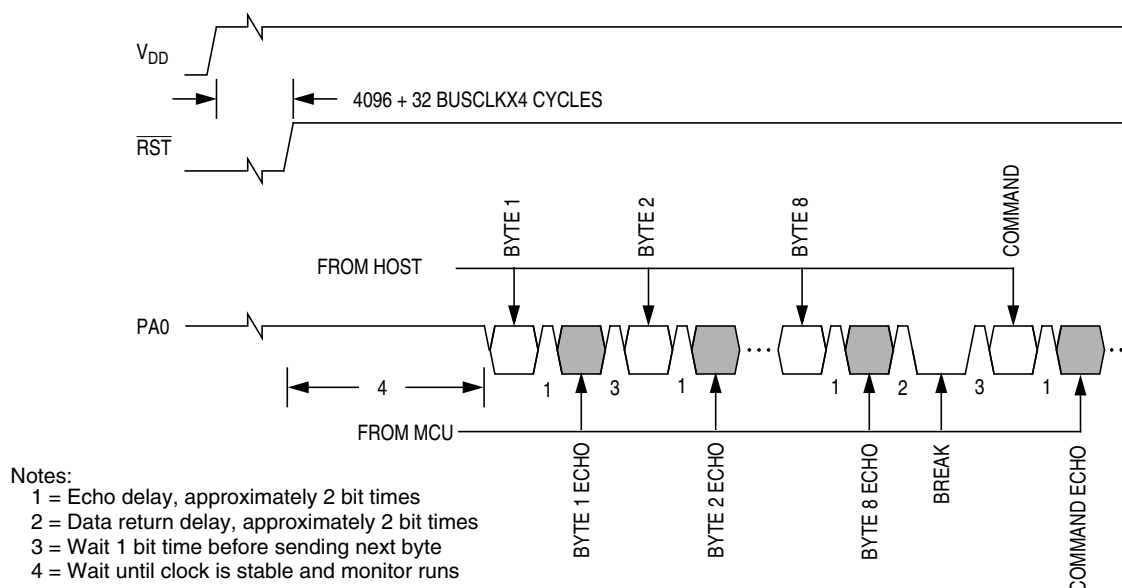 VDD
4096 + 32 BUSCLKX4 CYCLES
RST
BYTE 1
BYTE 2
BYTE 8
COMMAND
FROM HOST
PA0
1
3
1
1
2
3
1
4
FROM MCU
BYTE 1 ECHO
BYTE 2 ECHO
BYTE 8 ECHO
BREAK
COMMAND ECHO
Notes:
1 = Echo delay, approximately 2 bit times
2 = Data return delay, approximately 2 bit times
3 = Wait 1 bit time before sending next byte
4 = Wait until clock is stable and monitor runs